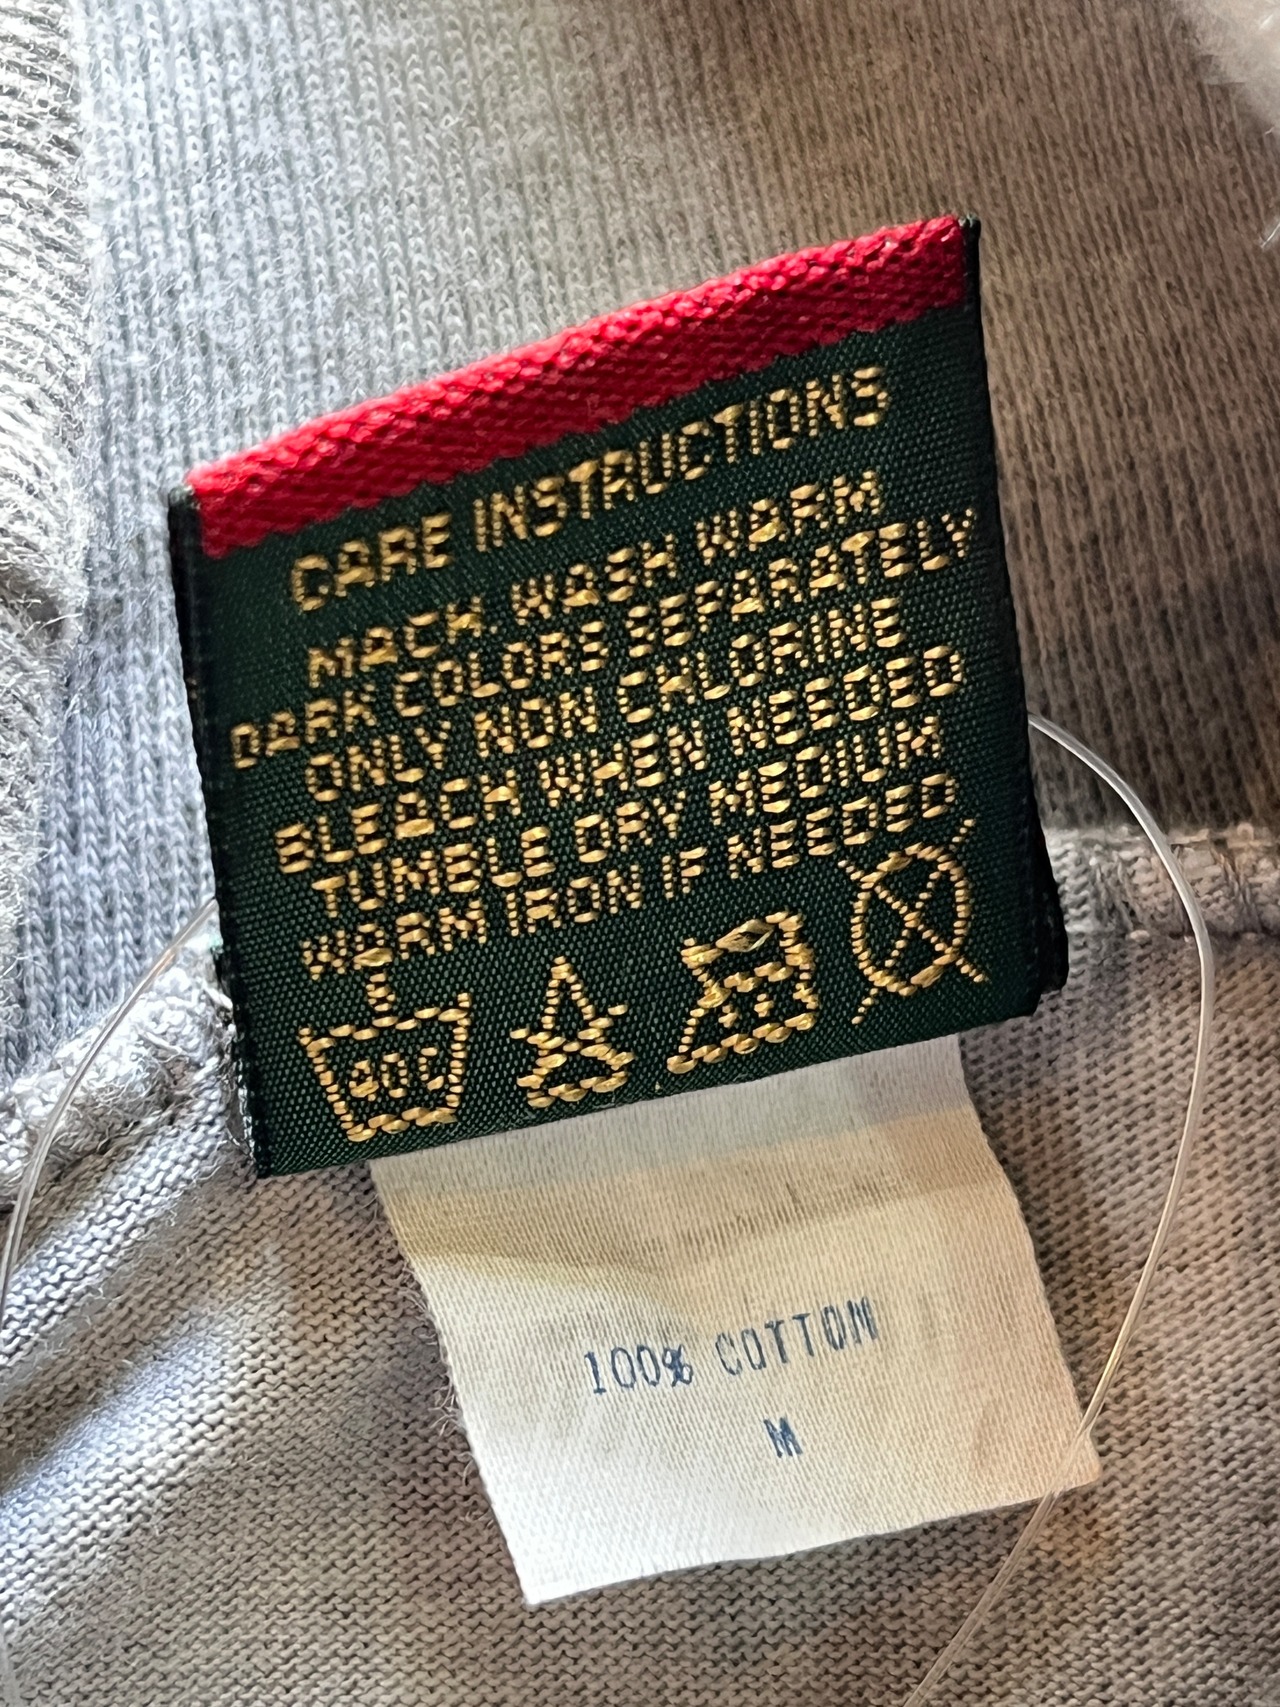 CARE INSTRUCTIONS
MACH. WASH WARM
DARK COLORS SEPARATELY
ONLY NON CHLORINE
BLEACH WHEN NEEDED
TUMBLE DRY MEDIUM
WARM IRON IF NEEDED
40C
100% COTTON
M